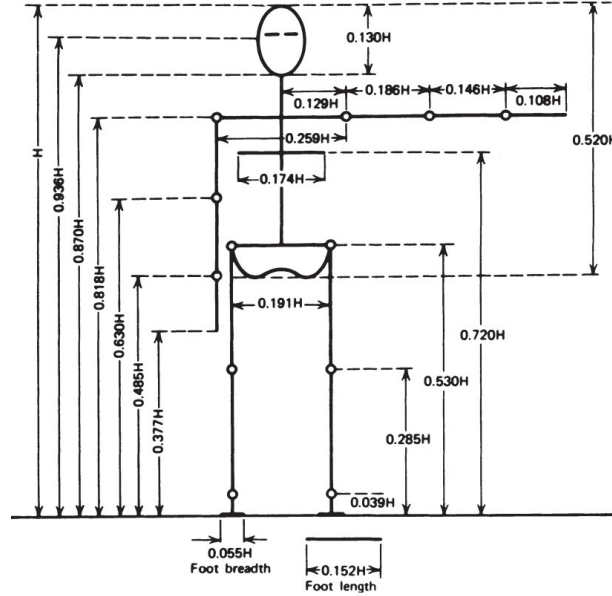 0.130H
0.129H
0.186H
0.146H
0.108H
0.259H
0.520H
0.174H
H
0.936H
0.870H
0.818H
0.630H
0.485H
0.377H
0.191H
0.720H
0.530H
0.285H
0.039H
0.055H
Foot breadth
0.152H
Foot length